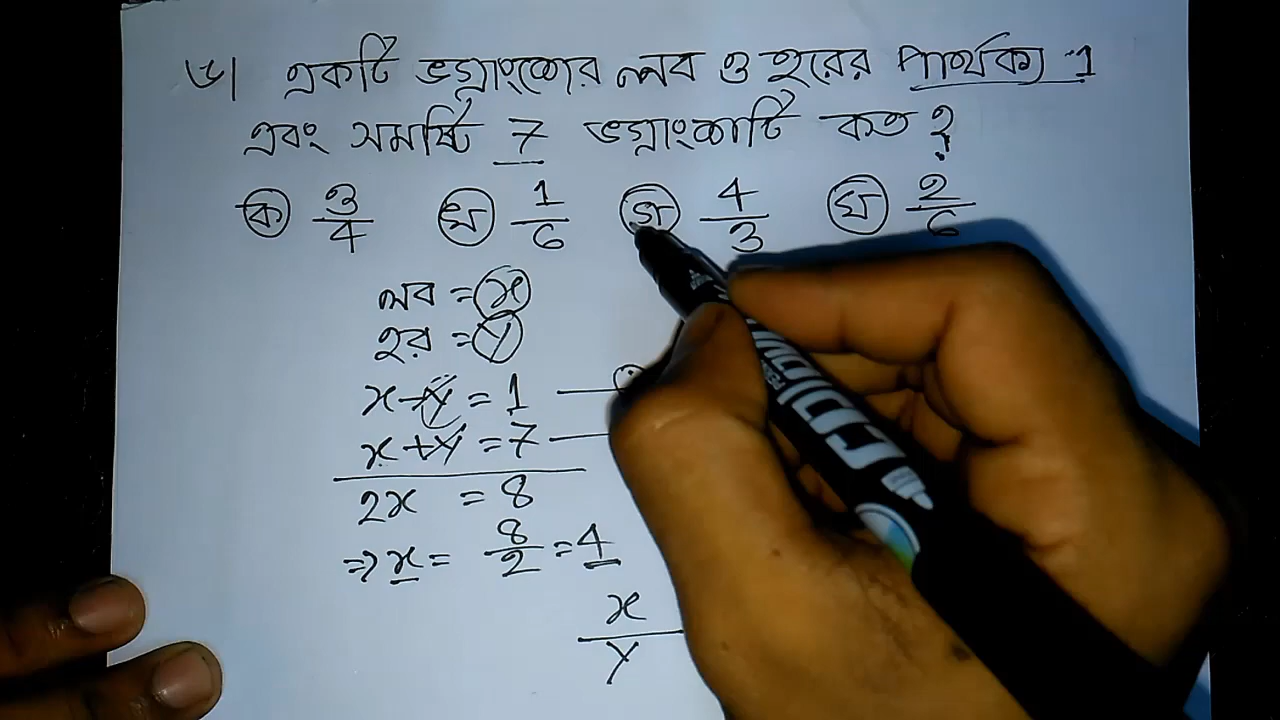 ৩। একটি ভগ্নাংশের লব ও হরের পার্থক্য 1
এবং সমষ্টি 7 ভগ্নাংশটি কত ?
ক 3/4 খ 1/6 গ 4/3 ঘ 2/6
লব = x
হর = y
x - y = 1
x + y = 7
2x = 8
⇒ x = 8/2 = 4
x/y